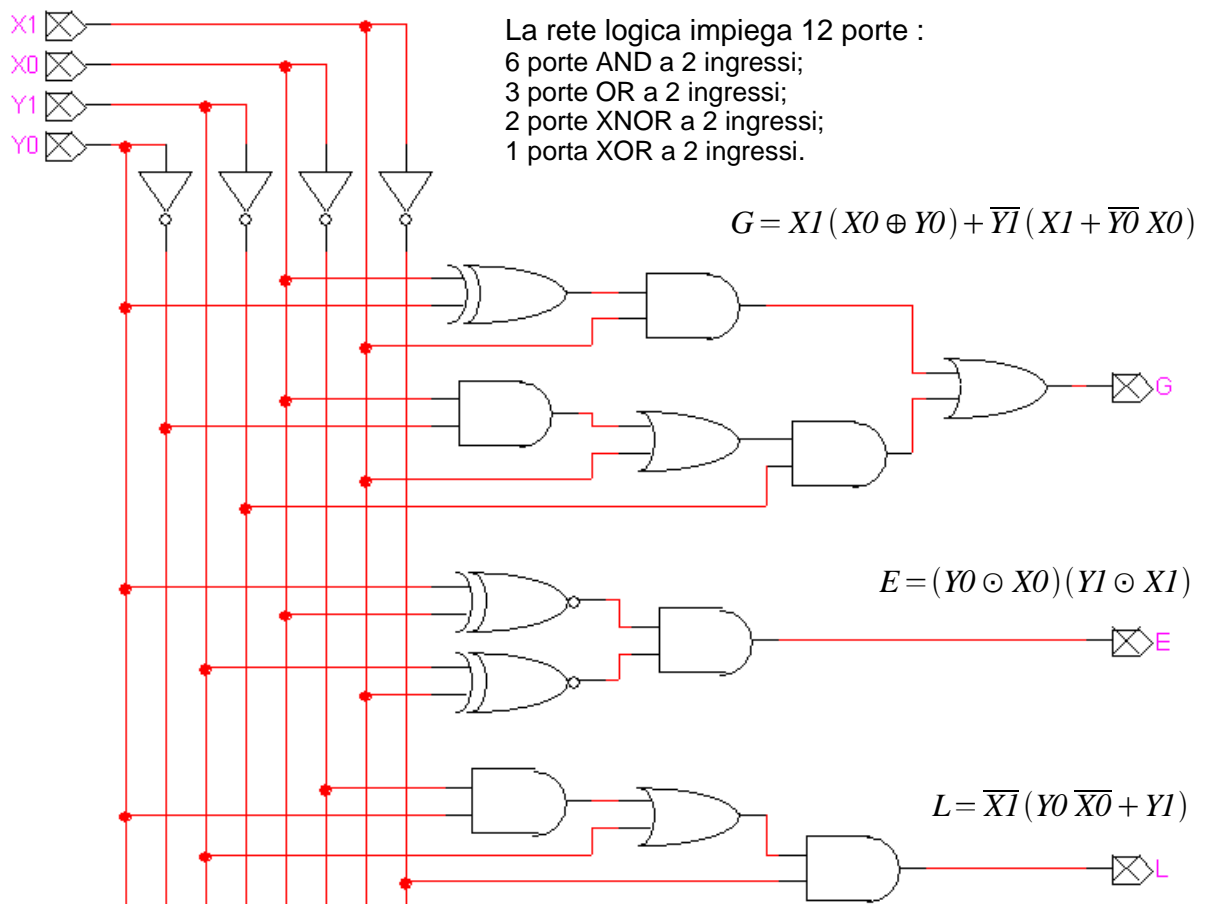 X1
X0
Y1
Y0
La rete logica impiega 12 porte :
6 porte AND a 2 ingressi;
3 porte OR a 2 ingressi;
2 porte XNOR a 2 ingressi;
1 porta XOR a 2 ingressi.
G = X1(X0 ⊕ Y0) + Y̅1̅(X1 + Y̅0̅ X0)
G
E = (Y0 ⊙ X0)(Y1 ⊙ X1)
E
L = X̅1̅(Y0 X̅0̅ + Y1)
L